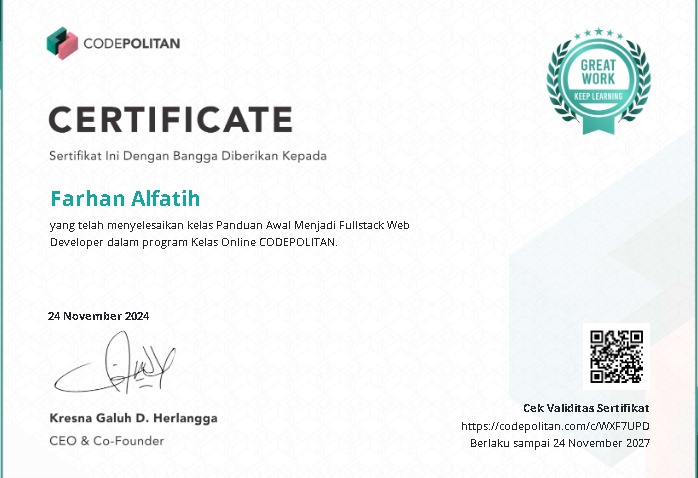 CODEPOLITAN
GREAT
WORK
KEEP LEARNING
CERTIFICATE
Sertifikat Ini Dengan Bangga Diberikan Kepada
Farhan Alfatih
yang telah menyelesaikan kelas Panduan Awal Menjadi Fullstack Web
Developer dalam program Kelas Online CODEPOLITAN.
24 November 2024
Kresna Galuh D. Herlangga
CEO & Co-Founder
Cek Validitas Sertifikat
https://codepolitan.com/c/WXF7UPD
Berlaku sampai 24 November 2027